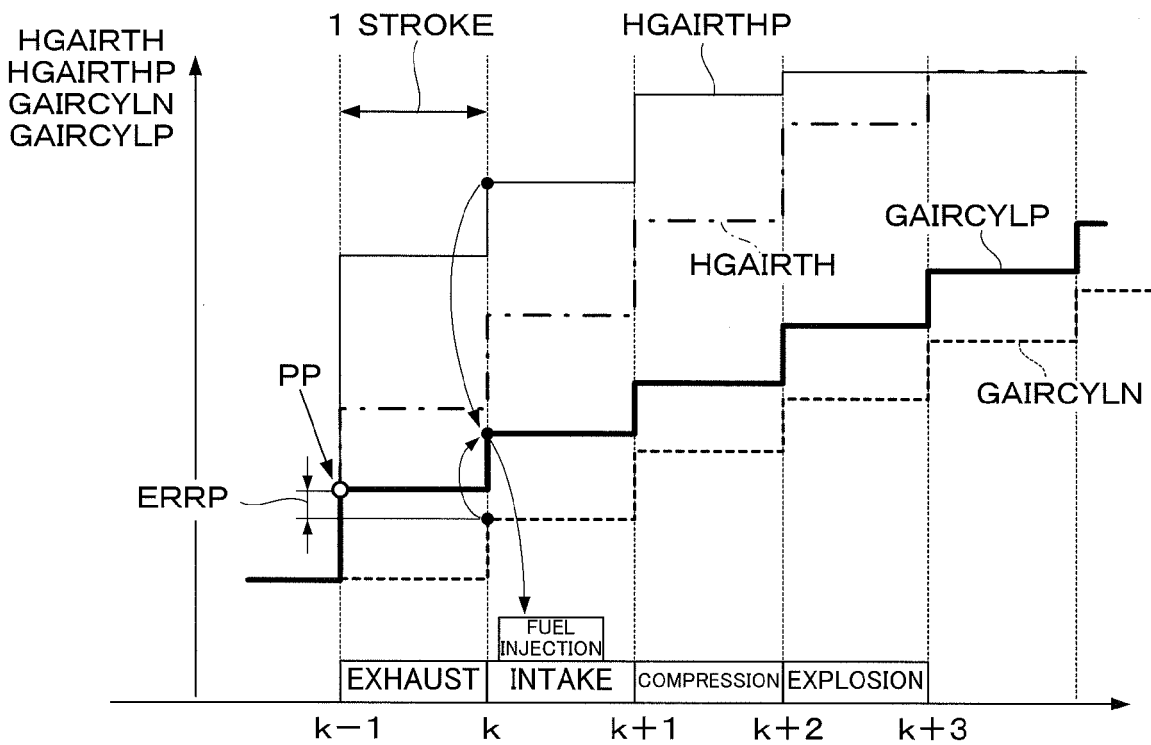 HGAIRTH
HGAIRTHP
GAIRCYLN
GAIRCYLP
1 STROKE
HGAIRTHP
GAIRCYLP
HGAIRTH
PP
GAIRCYLN
ERRP
FUEL
INJECTION
EXHAUST INTAKE COMPRESSION EXPLOSION
k-1 k k+1 k+2 k+3